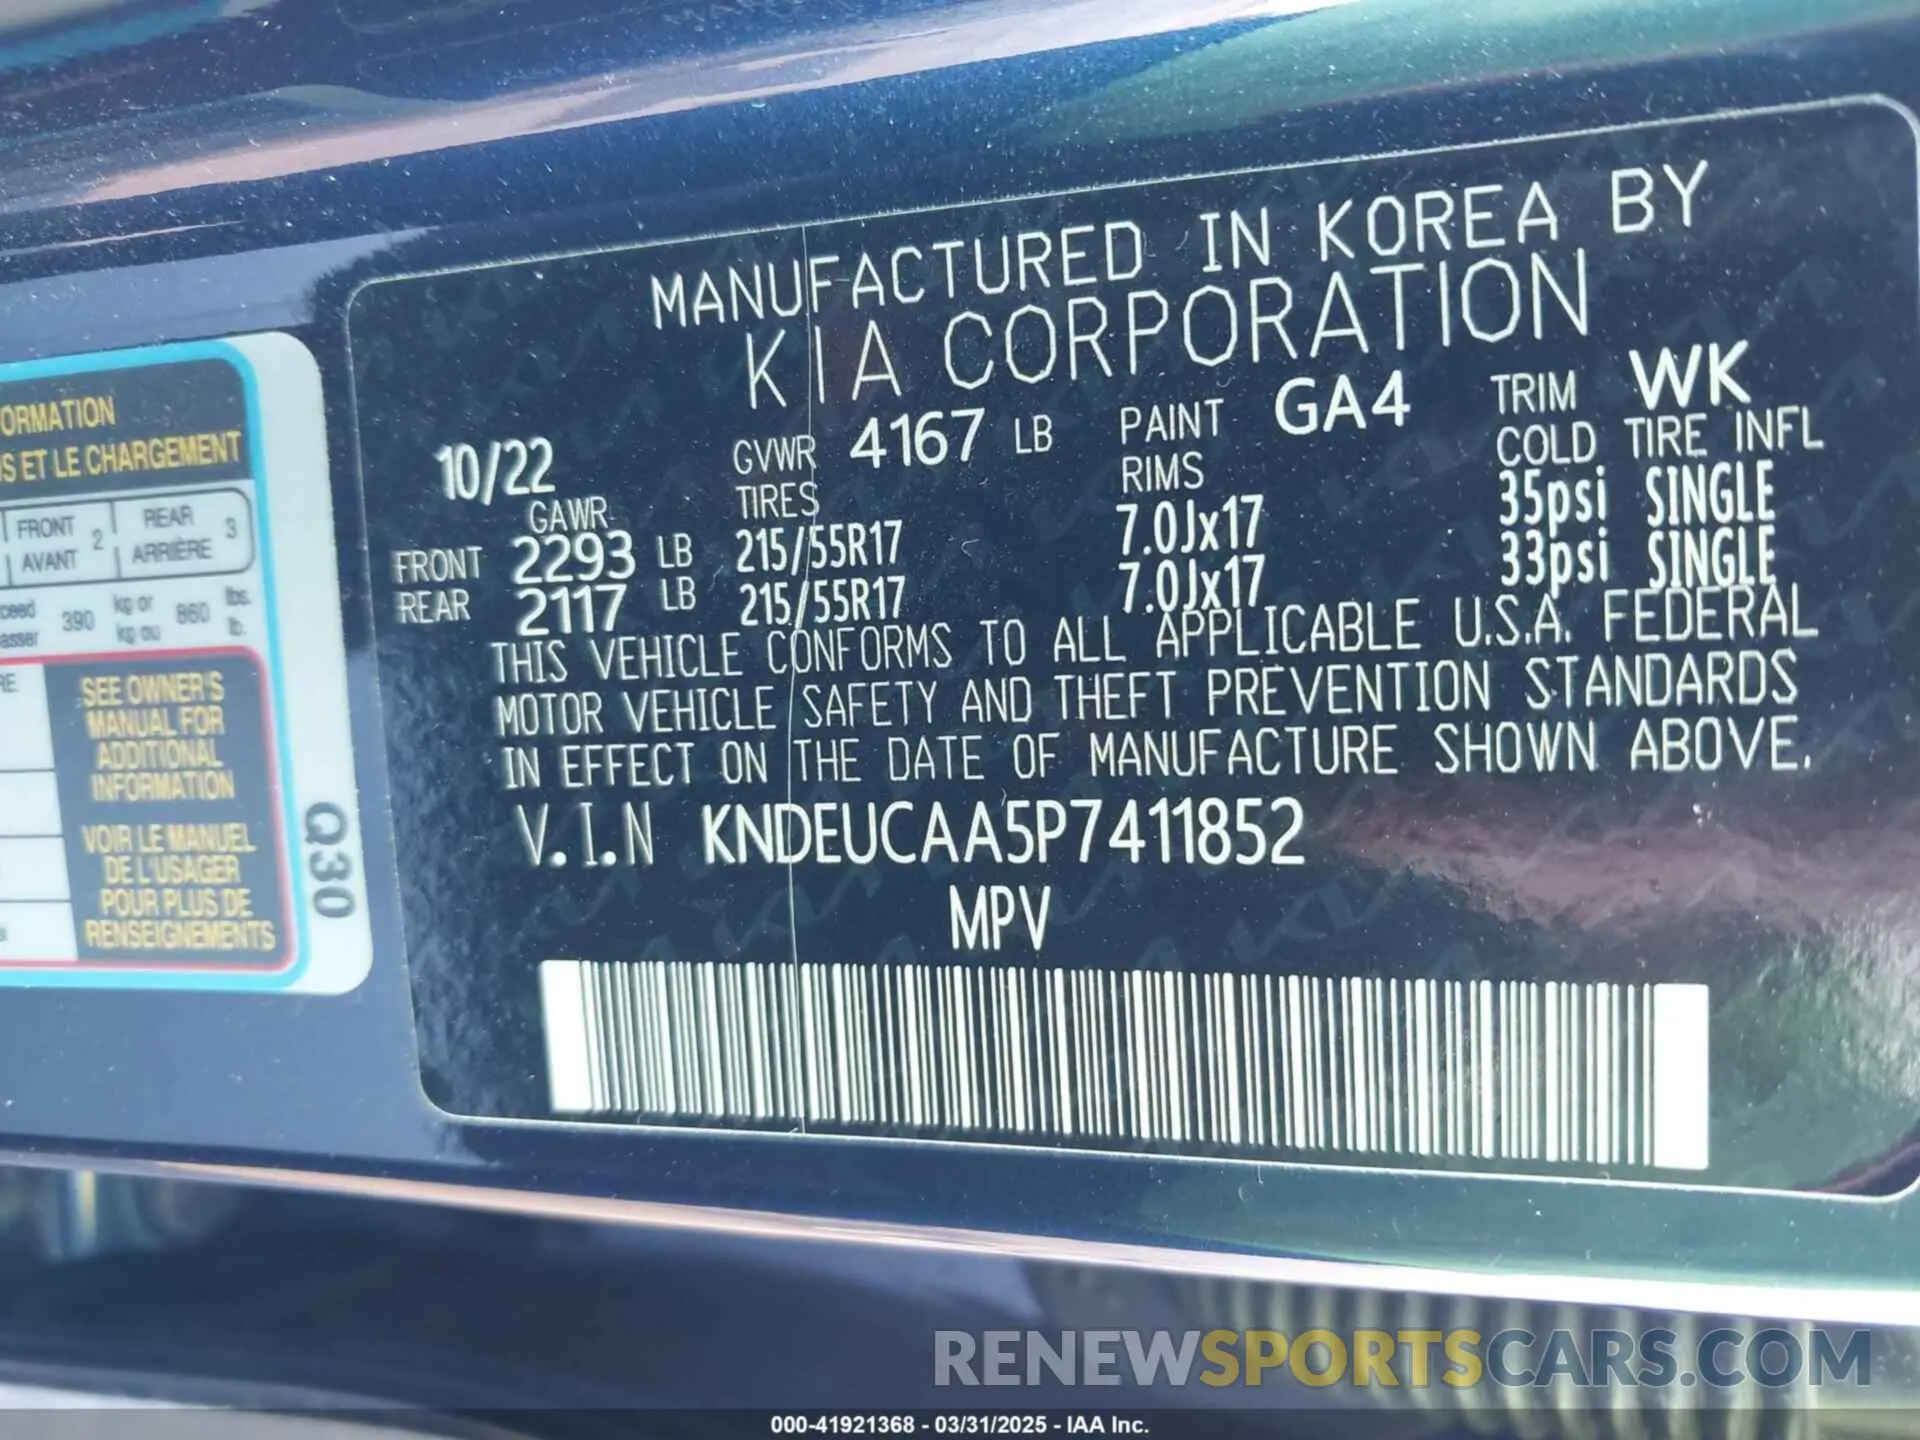 MANUFACTURED IN KOREA BY
KIA CORPORATION
10/22 GVWR 4167 LB PAINT GA4 TRIM WK
GAWR TIRES RIMS COLD TIRE INFL
FRONT 2293 LB 215/55R17 7.0Jx17 35psi SINGLE
REAR 2117 LB 215/55R17 7.0Jx17 33psi SINGLE
THIS VEHICLE CONFORMS TO ALL APPLICABLE U.S.A. FEDERAL
MOTOR VEHICLE SAFETY AND THEFT PREVENTION STANDARDS
IN EFFECT ON THE DATE OF MANUFACTURE SHOWN ABOVE.
V.I.N KNDEUCAA5P7411852
MPV
ORMATION
S ET LE CHARGEMENT
FRONT 2 REAR 3
AVANT ARRIÈRE
ceed 390 kg or 860 lbs.
asser kg ou lb.
RE
SEE OWNER'S
MANUAL FOR
ADDITIONAL
INFORMATION
VOIR LE MANUEL
DE L'USAGER
POUR PLUS DE
RENSEIGNEMENTS
Q30
RENEWSPORTSCARS.COM
000-41921368 - 03/31/2025 - IAA Inc.